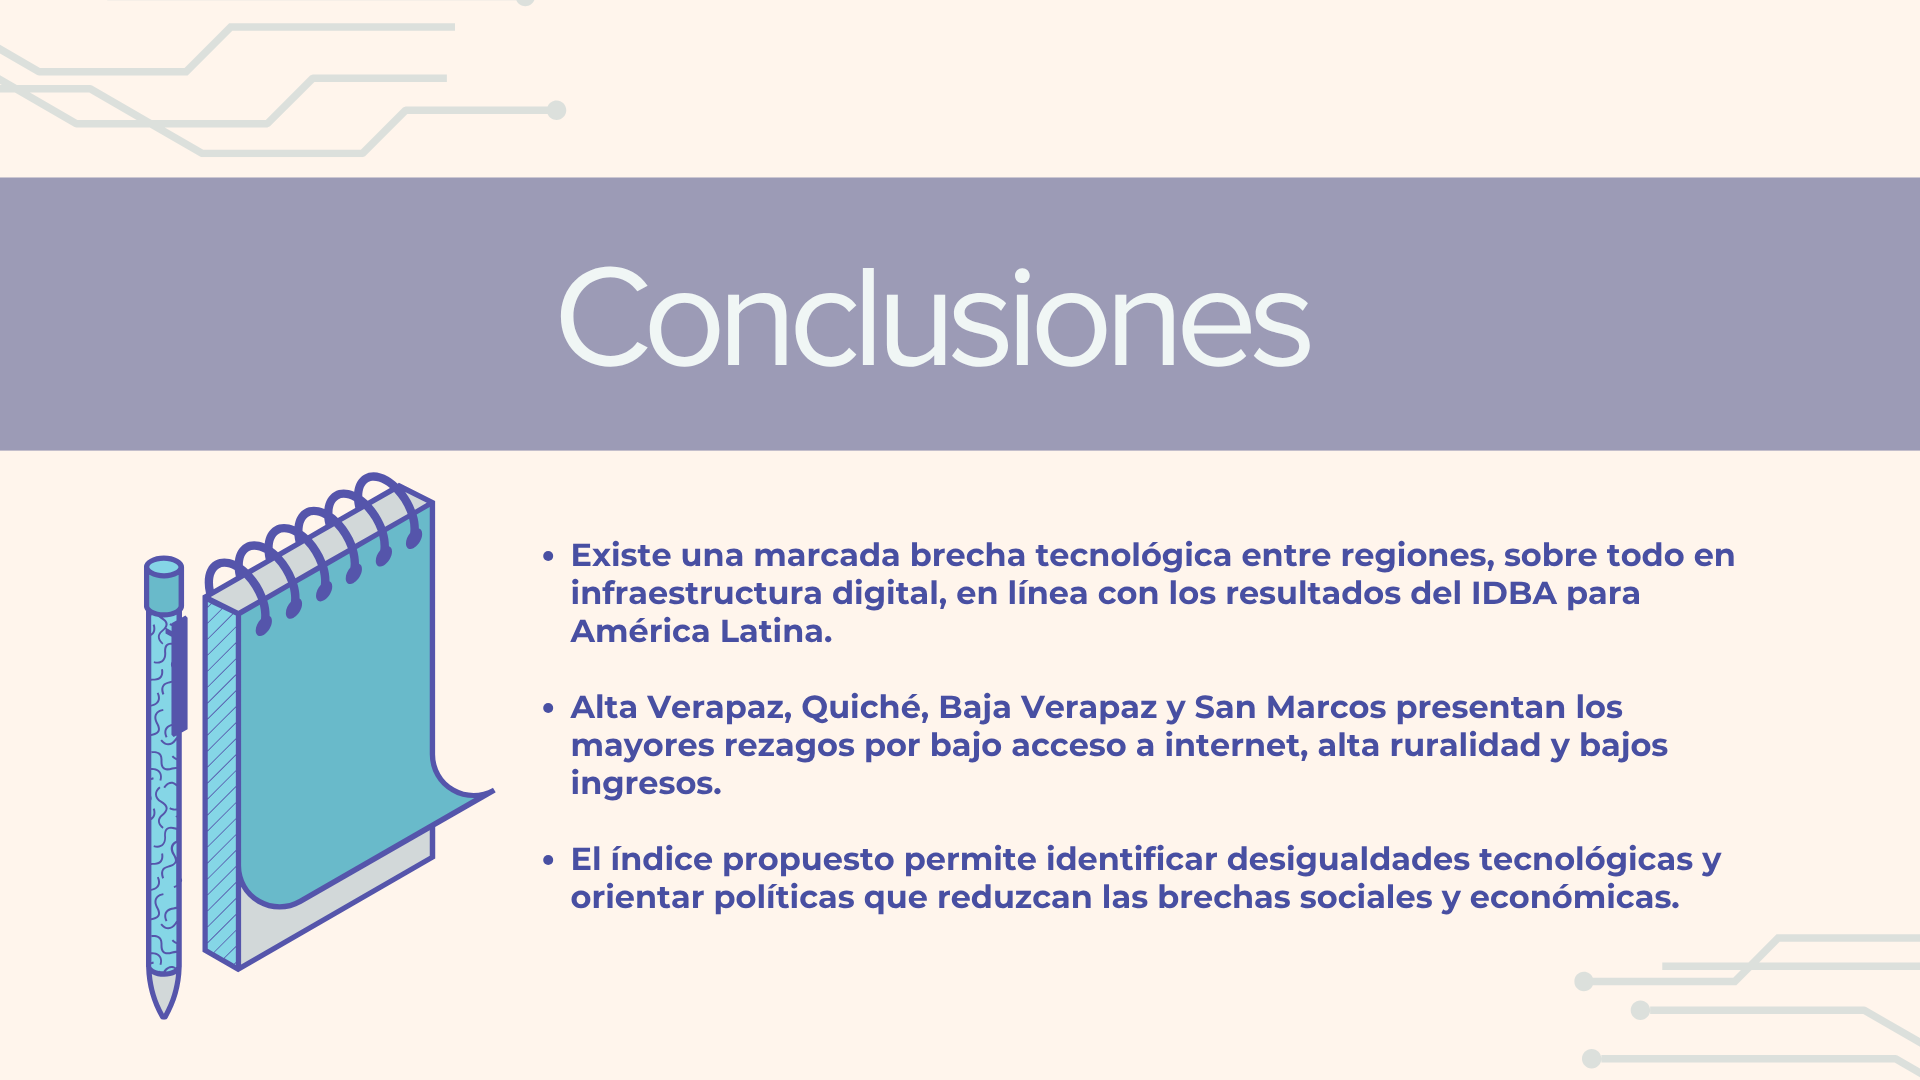 Conclusiones
• Existe una marcada brecha tecnológica entre regiones, sobre todo en
infraestructura digital, en línea con los resultados del IDBA para
América Latina.
• Alta Verapaz, Quiché, Baja Verapaz y San Marcos presentan los
mayores rezagos por bajo acceso a internet, alta ruralidad y bajos
ingresos.
• El índice propuesto permite identificar desigualdades tecnológicas y
orientar políticas que reduzcan las brechas sociales y económicas.